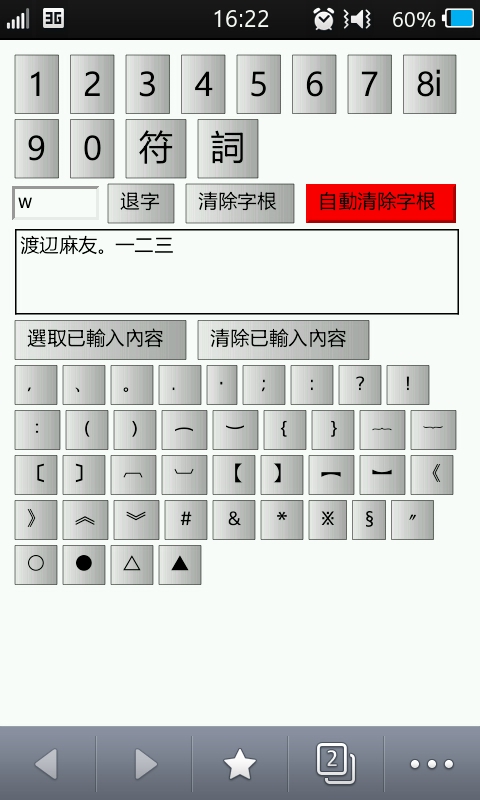 3G 16:22 60%
1 2 3 4 5 6 7 8i
9 0 符 詞
w 退字 清除字根 自動清除字根
渡辺麻友。一二三
選取已輸入內容 清除已輸入內容
, 、 。 . · ; : ? !
: ( ) ︵ ︶ { } ︷ ︸
〔 〕 ︹ ︺ 【 】 ︻ ︼ 《
》 ︽ ︾ # & * ※ § 〃
○ ● △ ▲
2